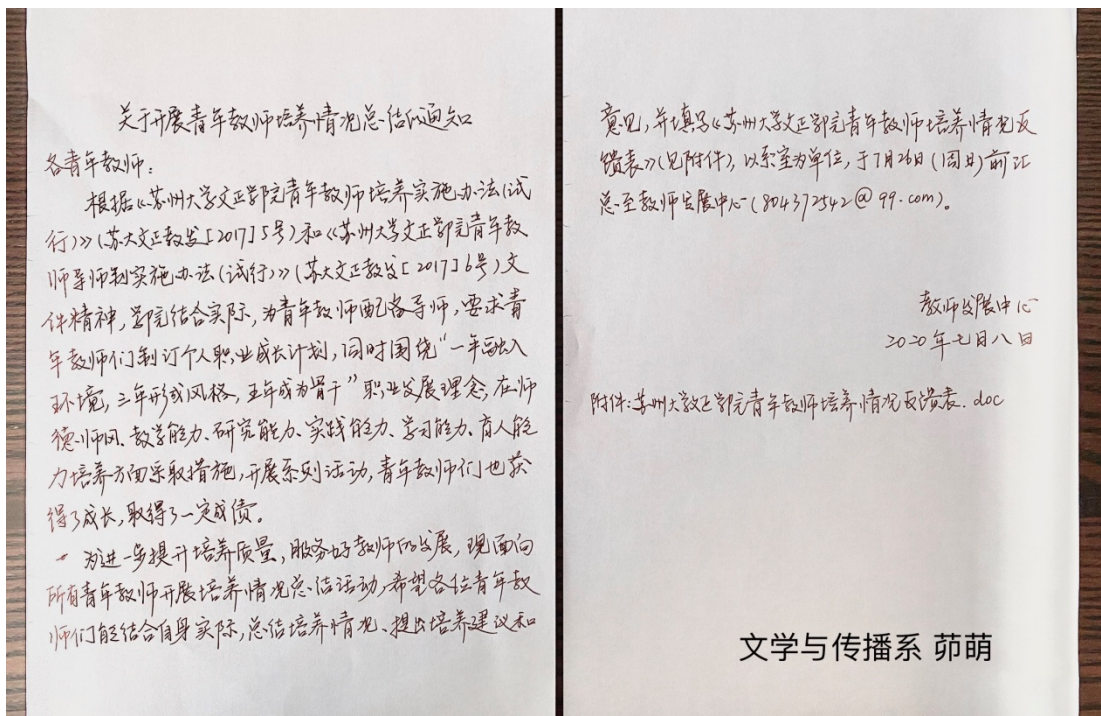 关于开展青年教师培养情况总结的通知
各青年教师：
根据《苏州大学文正学院青年教师培养实施办法(试
行)》(苏大文正教发[2017]5号)和《苏州大学文正学院青年教
师导师制实施办法(试行)》(苏大文正教发[2017]6号)文
件精神，学院结合实际，为青年教师配备导师，要求青
年教师们制订个人职业成长计划，同时围绕“一年融入
环境，三年形成风格，五年成为骨干”职业发展理念，在师
德师风、教学能力、研究能力、实践能力、学习能力、育人能
力培养方面采取措施，开展系列活动，青年教师们也获
得了成长，取得了一定成绩。
为进一步提升培养质量，服务好教师的发展，现面向
所有青年教师开展培养情况总结活动，希望各位青年教
师们能结合自身实际，总结培养情况、提出培养建议和
意见，并填写《苏州大学文正学院青年教师培养情况反
馈表》(见附件)，以系室为单位，于7月26日(周日)前汇
总至教师发展中心(804372542@99.com)。
教师发展中心
2020年七月八日
附件：苏州大学文正学院青年教师培养情况反馈表.doc
文学与传播系 茆萌